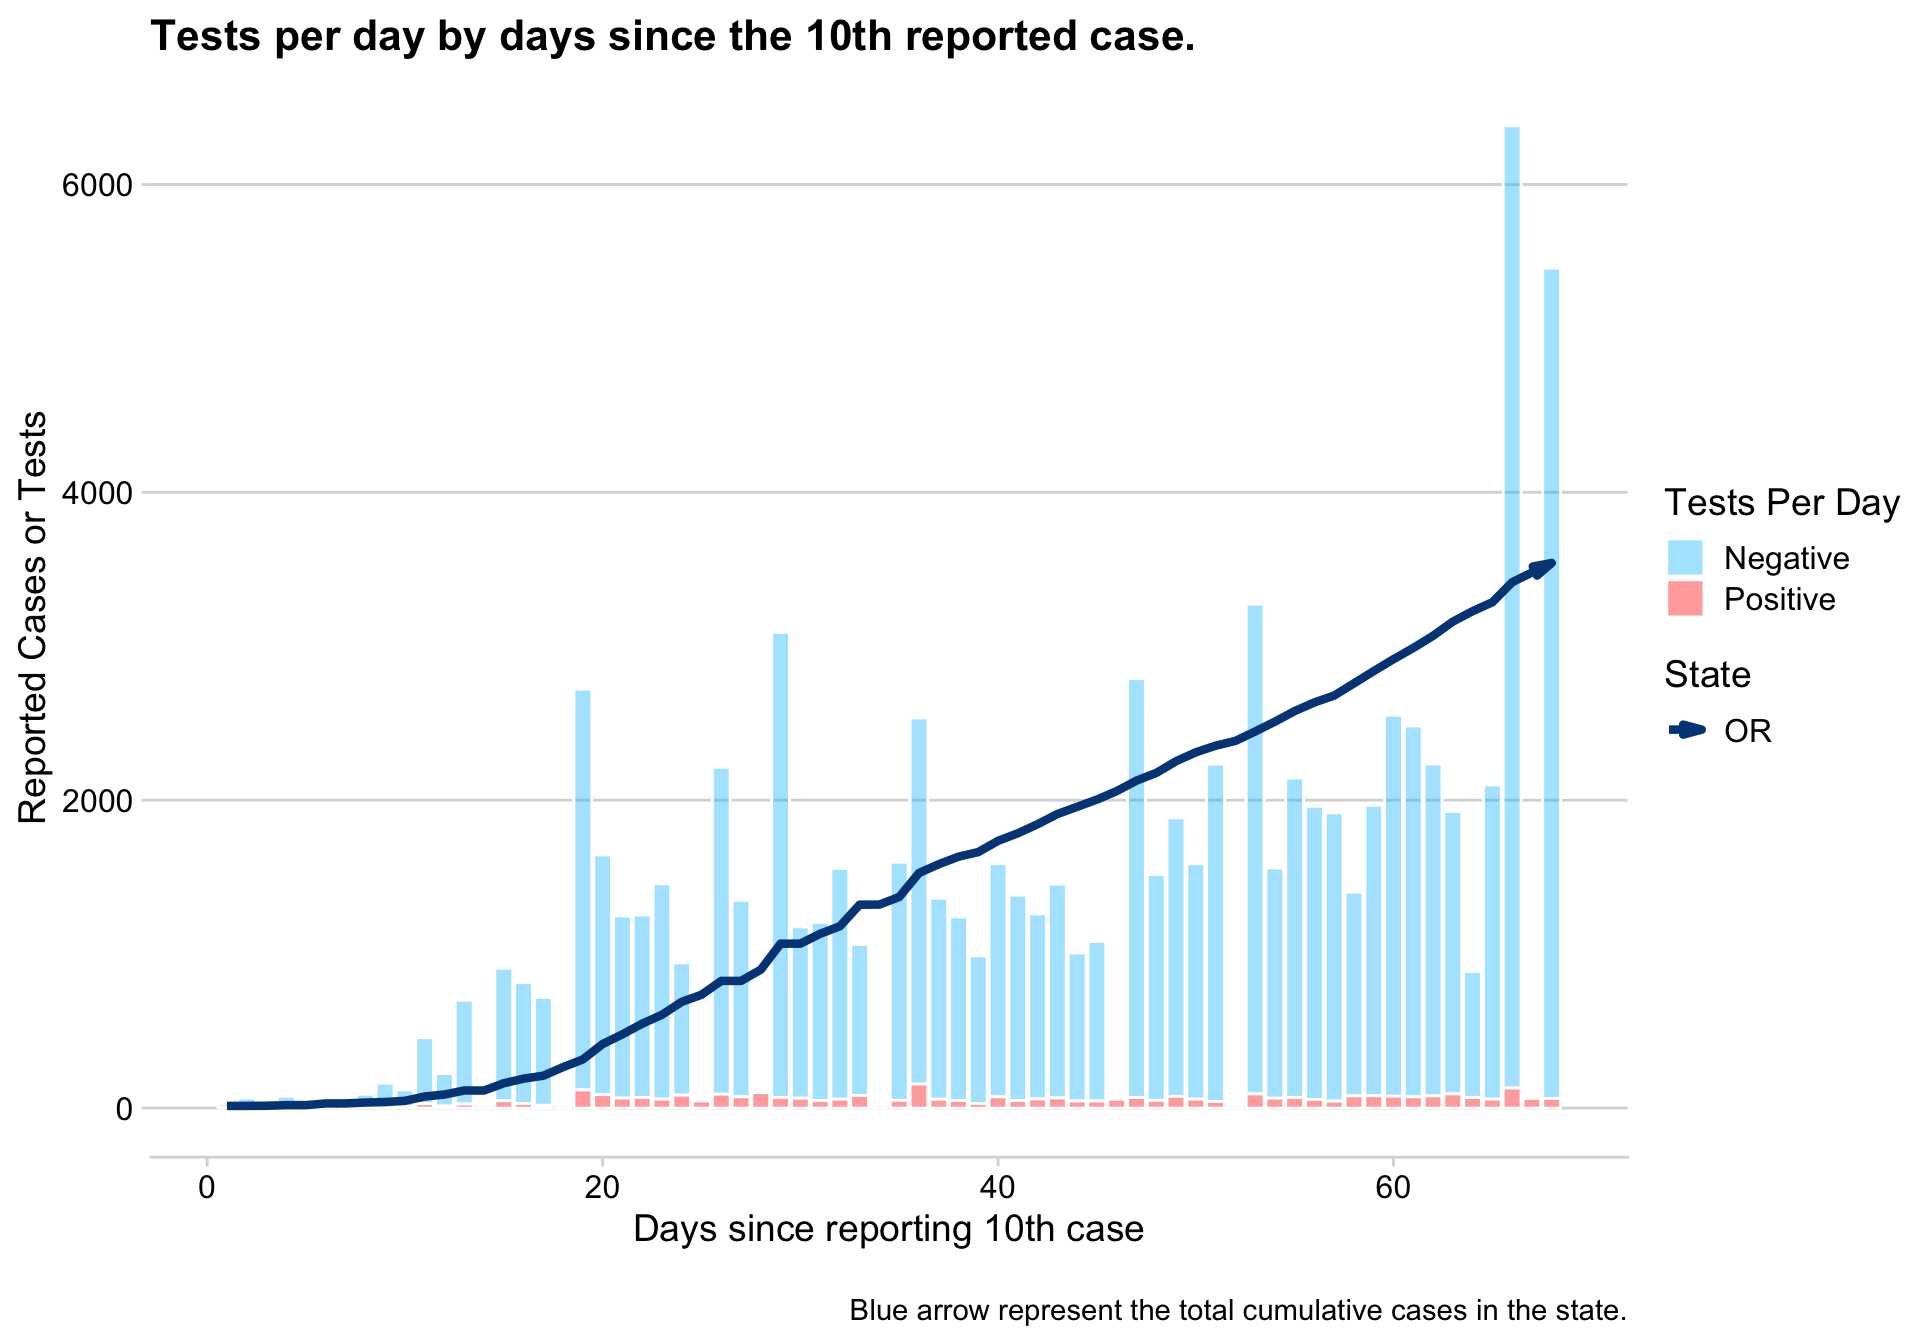 Tests per day by days since the 10th reported case.
Reported Cases or Tests
6000
4000
2000
0
0 20 40 60
Days since reporting 10th case
Tests Per Day
Negative
Positive
State
OR
Blue arrow represent the total cumulative cases in the state.